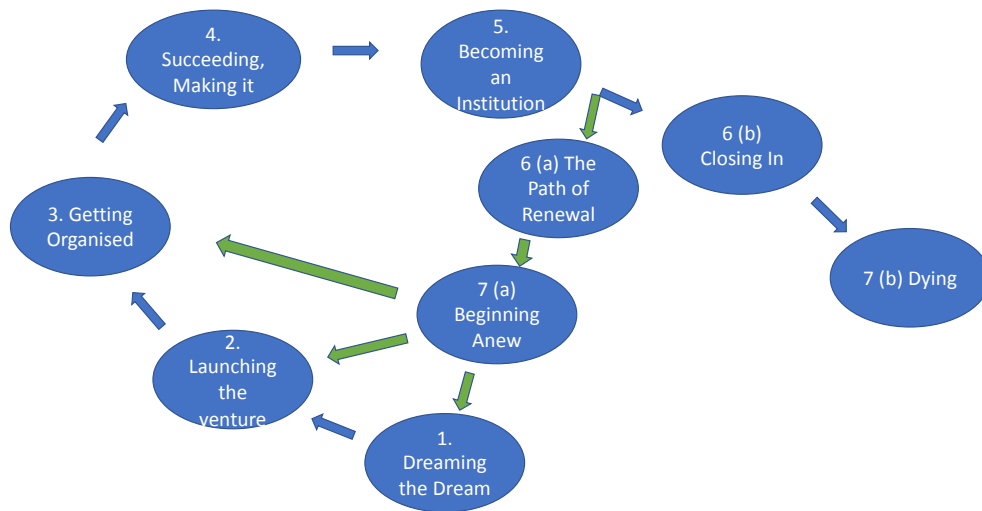 4.
Succeeding,
Making it
5.
Becoming
an
Institution
6 (b)
Closing In
6 (a) The
Path of
Renewal
3. Getting
Organised
7 (b) Dying
7 (a)
Beginning
Anew
2.
Launching
the
venture
1.
Dreaming
the Dream